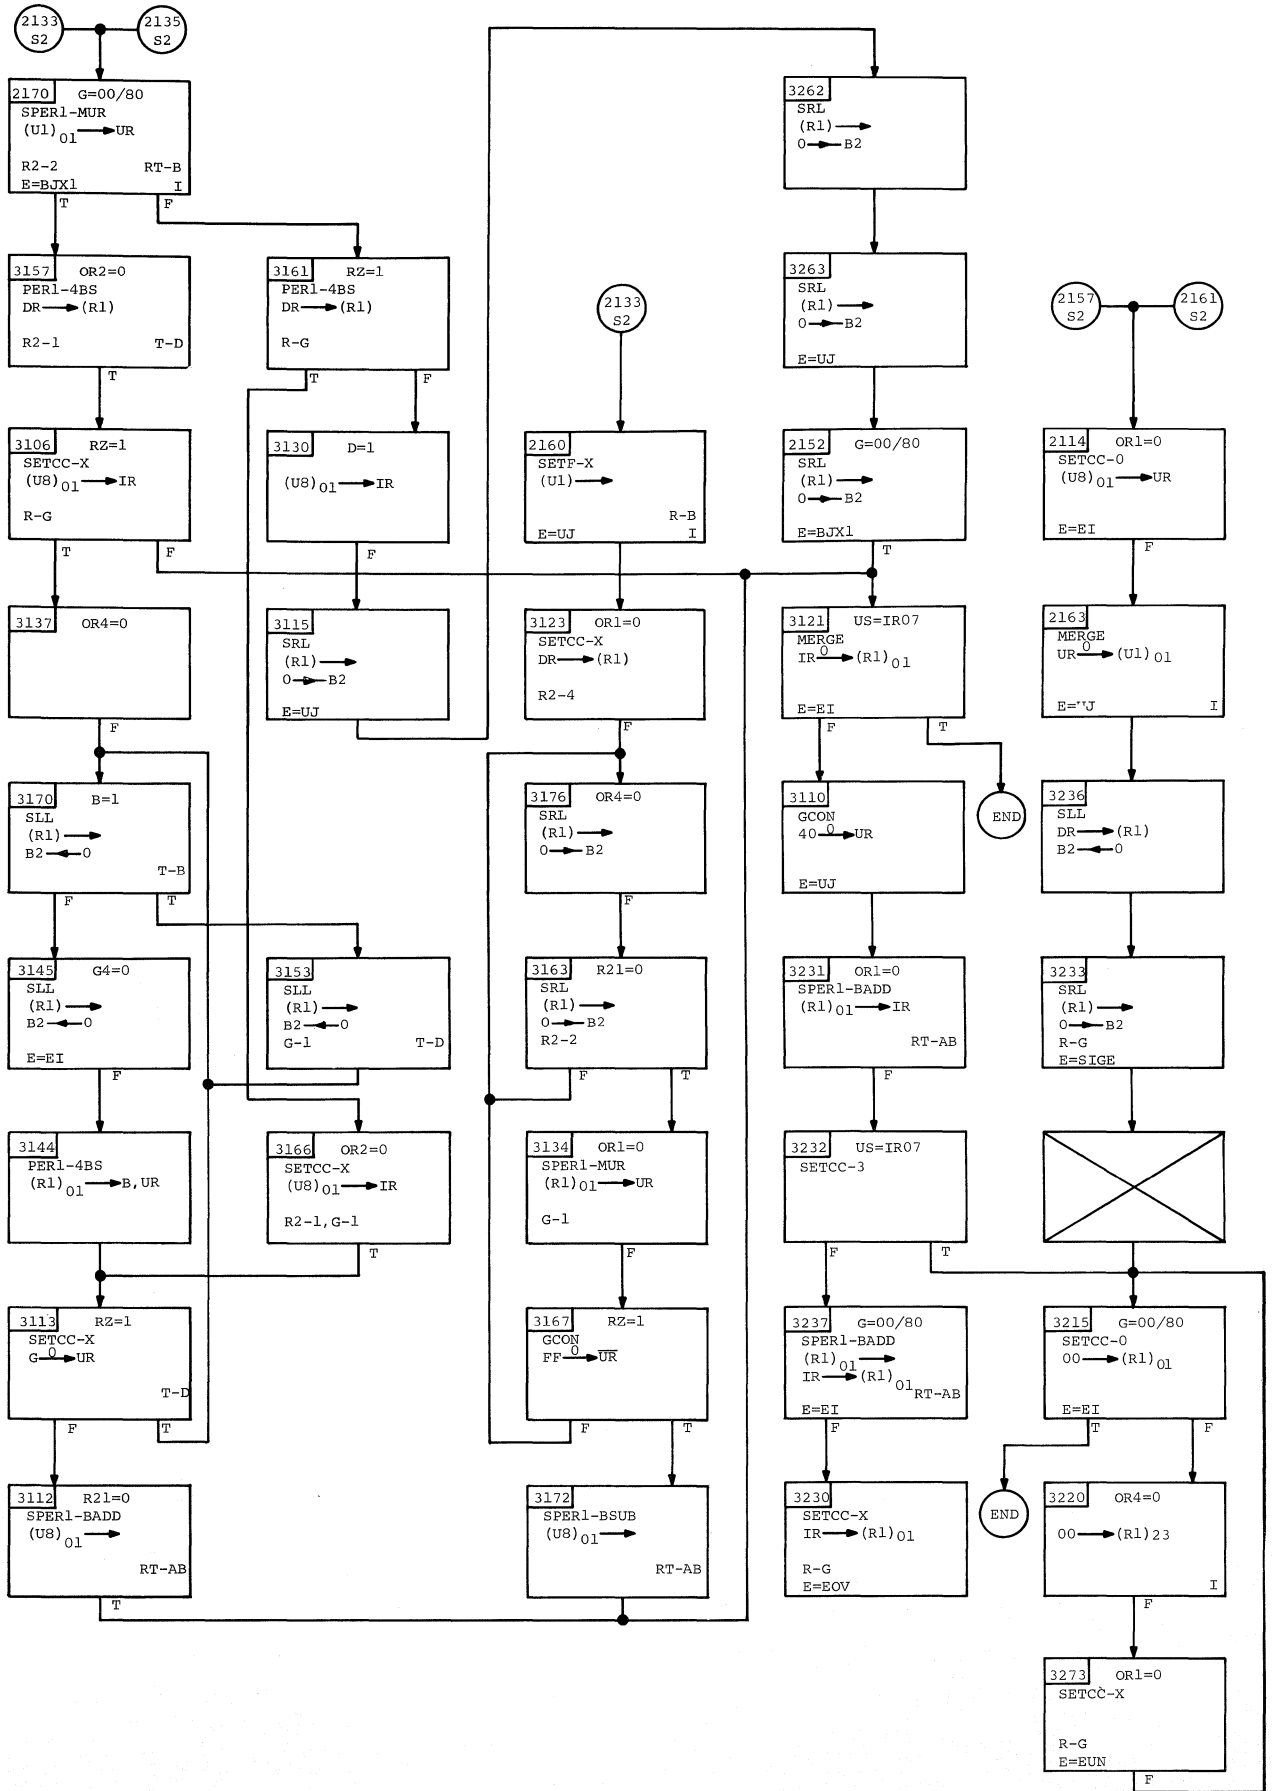 2133
S2
2135
S2
2170 G=00/80
SPER1-MUR
(U1)01 → UR
R2-2 RT-B
E=BJX1 I
T F
3157 OR2=0
PER1-4BS
DR → (R1)
R2-1 T-D
T
3106 RZ=1
SETCC-X
(U8)01 → IR
R-G
T F
3137 OR4=0
F
3170 B=1
SLL
(R1) →
B2 ← 0
T-B
F T
3145 G4=0
SLL
(R1) →
B2 ← 0
E=EI
F
3144
PER1-4BS
(R1)01 → B,UR
3113 RZ=1
SETCC-X
G 0→ UR
T-D
F T
3112 R21=0
SPER1-BADD
(U8)01 →
RT-AB
T
3161 RZ=1
PER1-4BS
DR → (R1)
R-G
T F
3130 D=1
(U8)01 → IR
F
3115
SRL
(R1) →
0 → B2
E=UJ
3153
SLL
(R1) →
B2 ← 0
G-1 T-D
3166 OR2=0
SETCC-X
(U8)01 → IR
R2-1,G-1
T
2133
S2
2160
SETF-X
(U1) →
R-B
E=UJ I
3123 OR1=0
SETCC-X
DR → (R1)
R2-4
F
3176 OR4=0
SRL
(R1) →
0 → B2
F
3163 R21=0
SRL
(R1) →
0 → B2
R2-2
F T
3134 OR1=0
SPER1-MUR
(R1)01 → UR
G-1
F
3167 RZ=1
GCON
FF 0→ U̅R̅
F T
3172
SPER1-BSUB
(U8)01 →
RT-AB
3262
SRL
(R1) →
0 → B2
3263
SRL
(R1) →
0 → B2
E=UJ
2152 G=00/80
SRL
(R1) →
0 → B2
E=BJX1
T
3121 US=IR07
MERGE
IR 0→ (R1)01
E=EI
F T
END
3110
GCON
40 0→ UR
E=UJ
3231 OR1=0
SPER1-BADD
(R1)01 → IR
RT-AB
F
3232 US=IR07
SETCC-3
F T
3237 G=00/80
SPER1-BADD
(R1)01 →
IR → (R1)01
RT-AB
E=EI
F
3230
SETCC-X
IR → (R1)01
R-G
E=EOV
2157
S2
2161
S2
2114 OR1=0
SETCC-0
(U8)01 → UR
E=EI
F
2163
MERGE
UR 0→ (U1)01
I
3236
SLL
DR → (R1)
B2 ← 0
3233
SRL
(R1) →
0 → B2
R-G
E=SIGE
3215 G=00/80
SETCC-0
00 → (R1)01
E=EI
T F
END
3220 OR4=0
00 → (R1)23
I
F
3273 OR1=0
SETCC-X
R-G
E=EUN
F